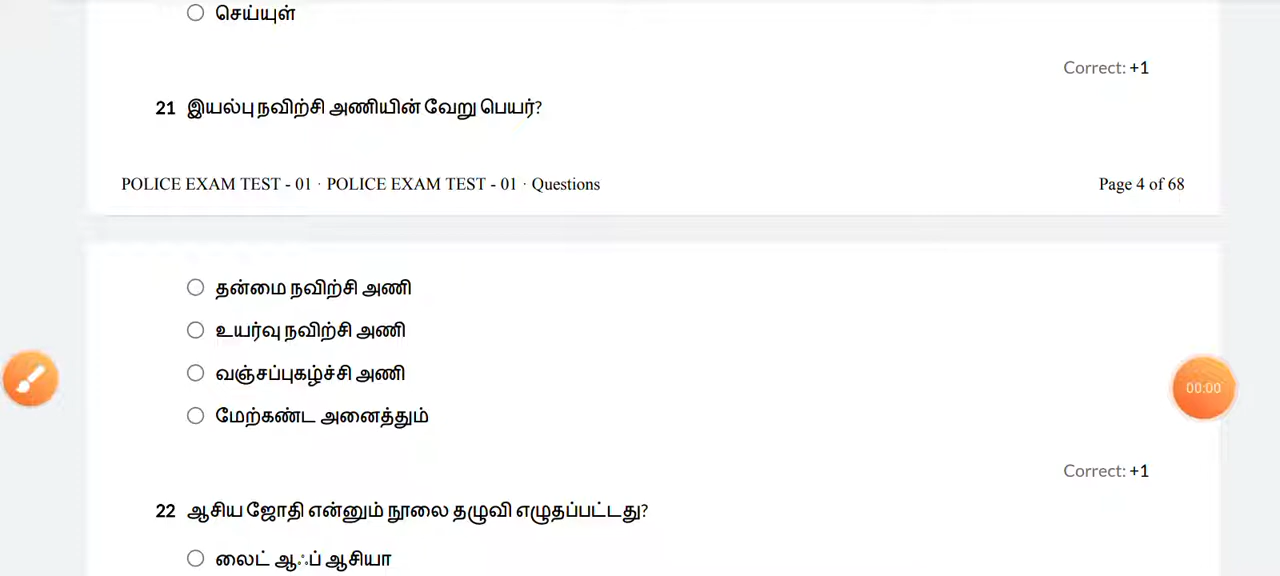 செய்யுள்
Correct: +1
21 இயல்பு நவிற்சி அணியின் வேறு பெயர்?
POLICE EXAM TEST - 01 · POLICE EXAM TEST - 01 · Questions
Page 4 of 68
தன்மை நவிற்சி அணி
உயர்வு நவிற்சி அணி
வஞ்சப்புகழ்ச்சி அணி
மேற்கண்ட அனைத்தும்
00:00
Correct: +1
22 ஆசிய ஜோதி என்னும் நூலை தழுவி எழுதப்பட்டது?
லைட் ஆஃப் ஆசியா